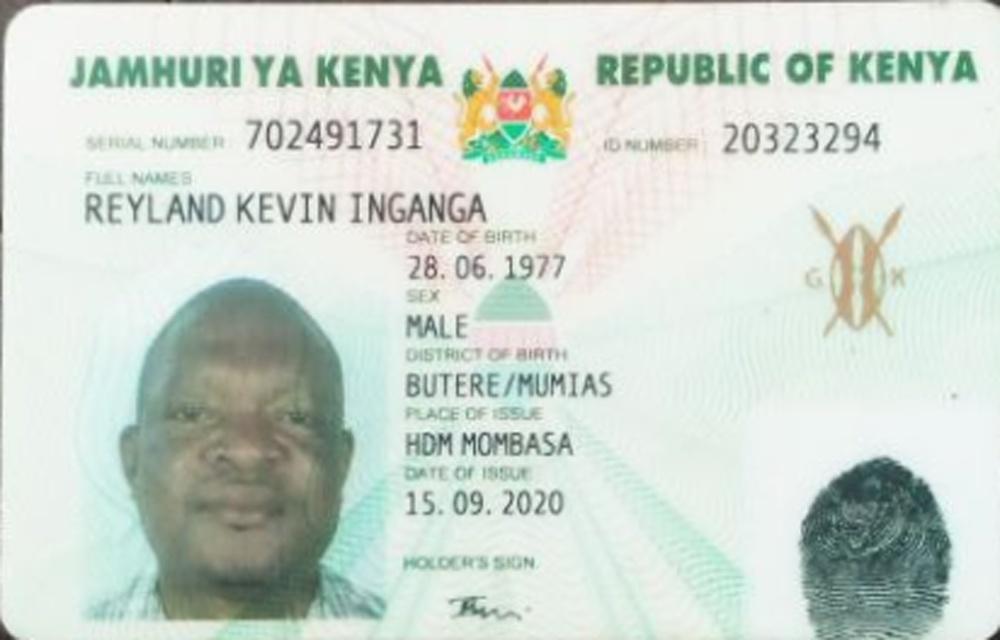 JAMHURI YA KENYA REPUBLIC OF KENYA
SERIAL NUMBER 702491731 ID NUMBER: 20323294
FULL NAMES
REYLAND KEVIN INGANGA
DATE OF BIRTH
28. 06. 1977
SEX
MALE
DISTRICT OF BIRTH
BUTERE/MUMIAS
PLACE OF ISSUE
HDM MOMBASA
DATE OF ISSUE
15. 09. 2020
HOLDER'S SIGN.
G K